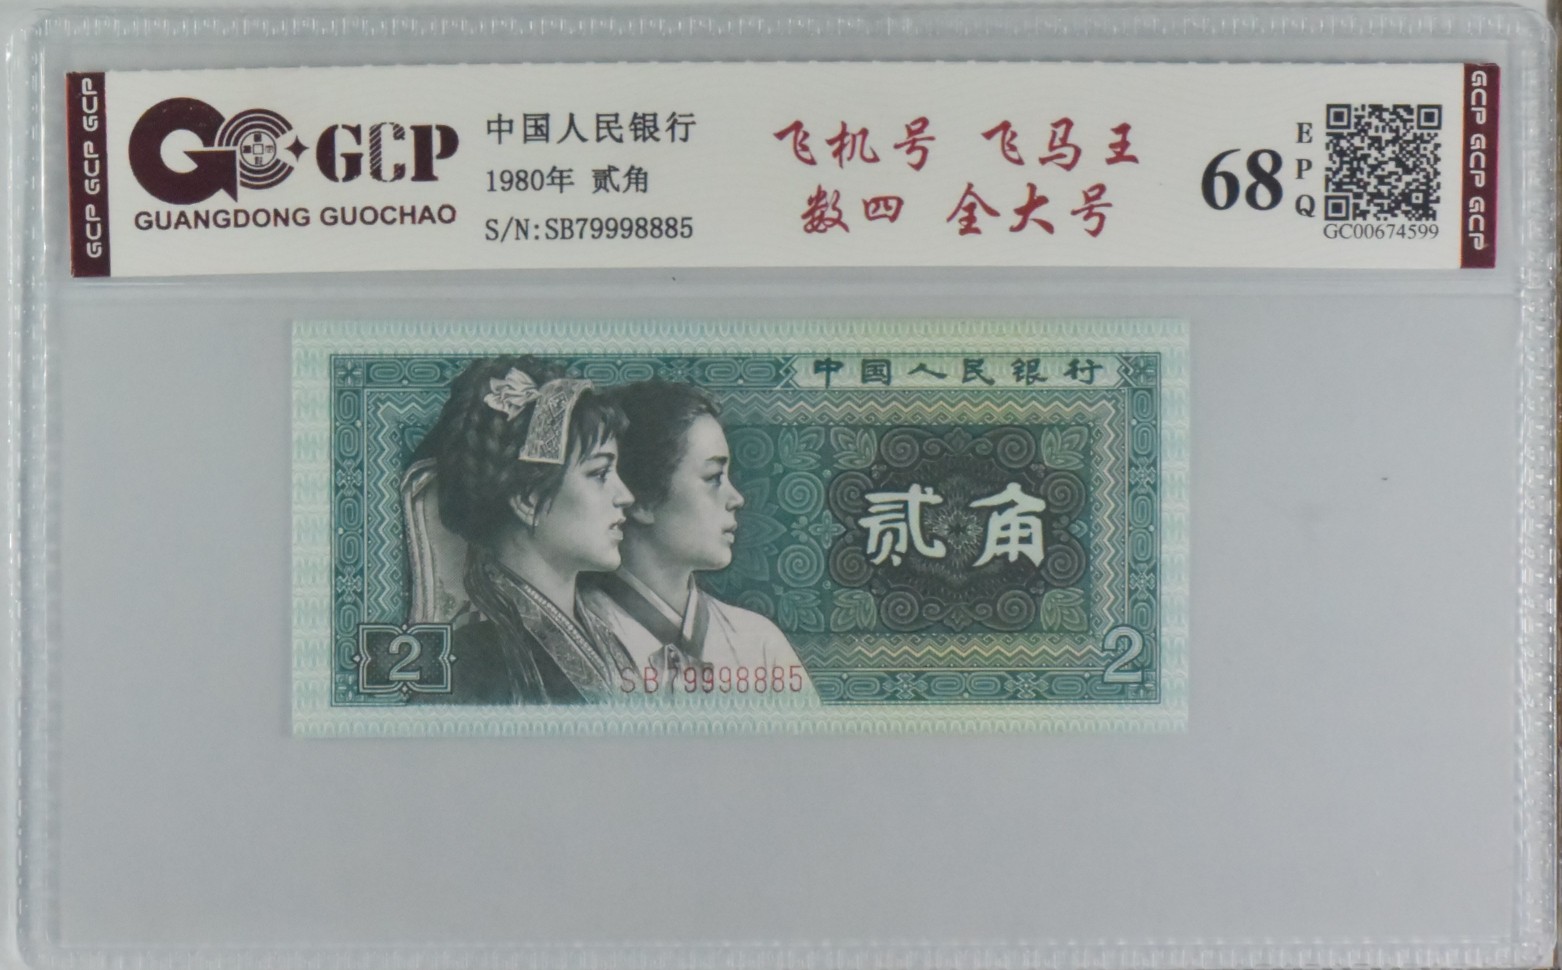 GCP GCP GCP
GCP
GUANGDONG GUOCHAO
中国人民银行
1980年 贰角
S/N:SB79998885
飞机号 飞马王
数四 全大号
68
EPQ
GC00674599
GCP GCP GCP
中国人民银行
贰角
2
2
SB79998885